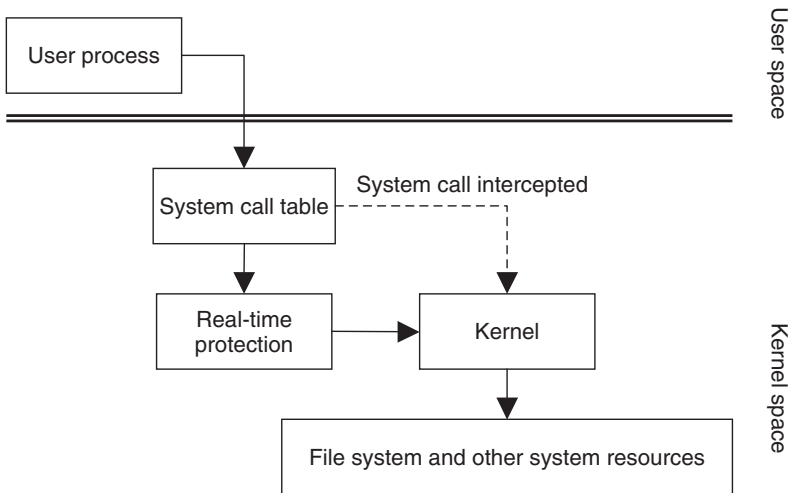 User process
User space
System call table
System call intercepted
Real-time
protection
Kernel
Kernel space
File system and other system resources